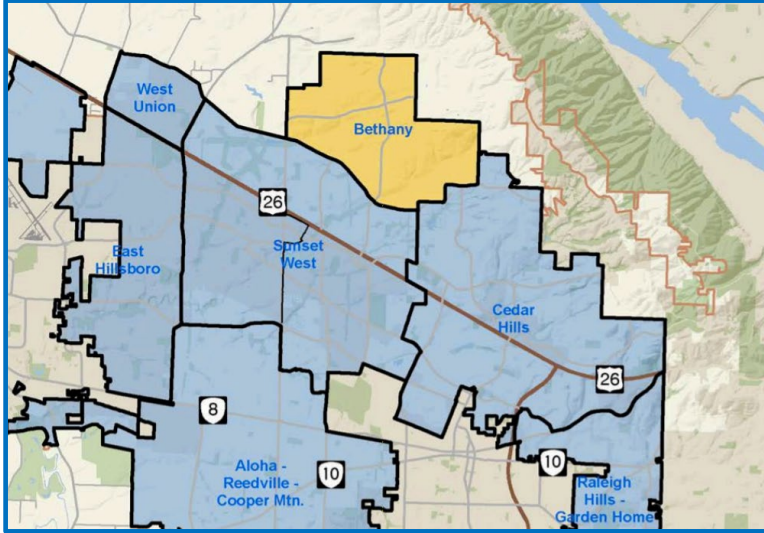 West
Union
Bethany
26
East
Hillsboro
Sunset
West
Cedar
Hills
26
8
Aloha -
Reedville -
Cooper Mtn.
10
10
Raleigh
Hills -
Garden Home